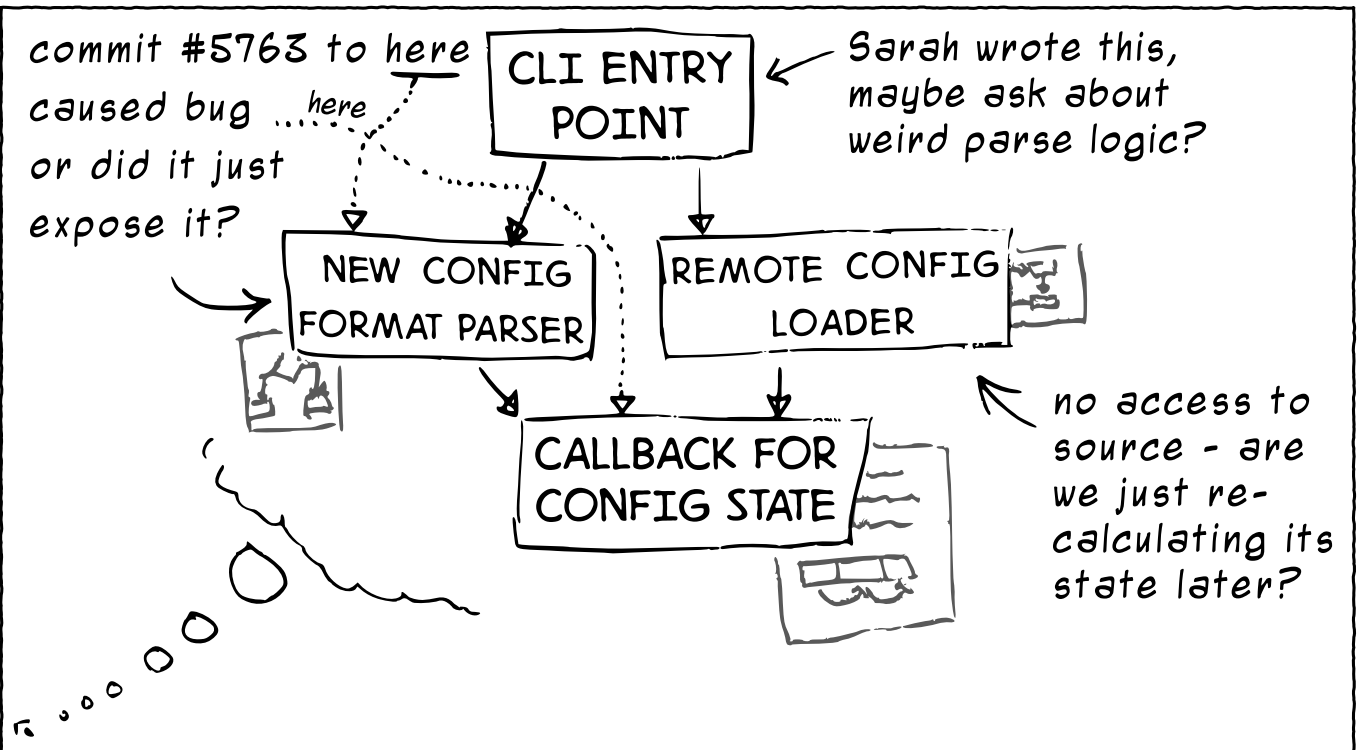 commit #5763 to here
caused bug
here
or did it just
expose it?
CLI ENTRY
POINT
Sarah wrote this,
maybe ask about
weird parse logic?
NEW CONFIG
FORMAT PARSER
REMOTE CONFIG
LOADER
CALLBACK FOR
CONFIG STATE
no access to
source - are
we just re-
calculating its
state later?